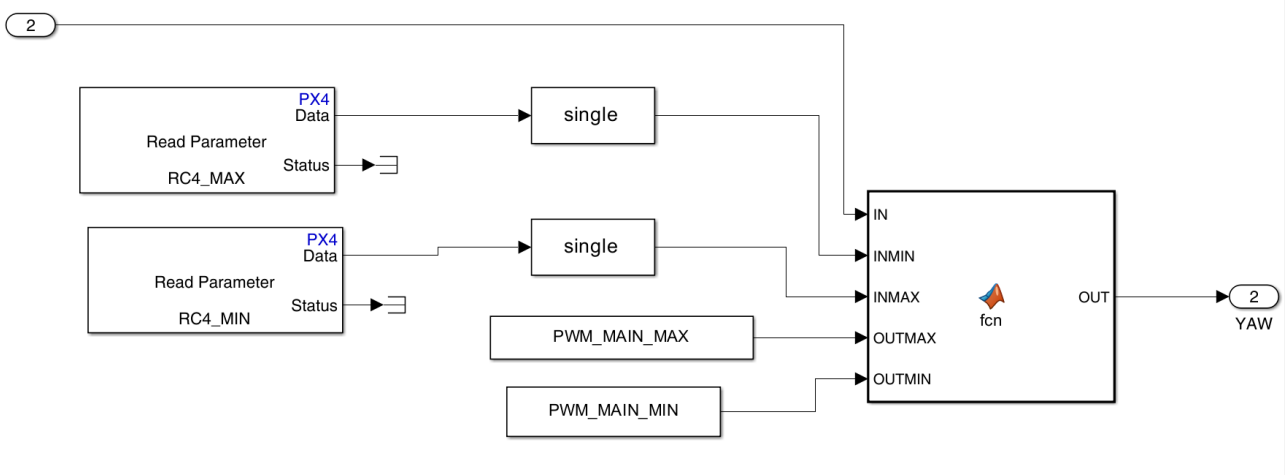 2
PX4
Data
single
Read Parameter
Status
RC4_MAX
IN
PX4
Data
single
INMIN
Read Parameter
INMAX
OUT
2
Status
RC4_MIN
fcn
YAW
PWM_MAIN_MAX
OUTMAX
OUTMIN
PWM_MAIN_MIN